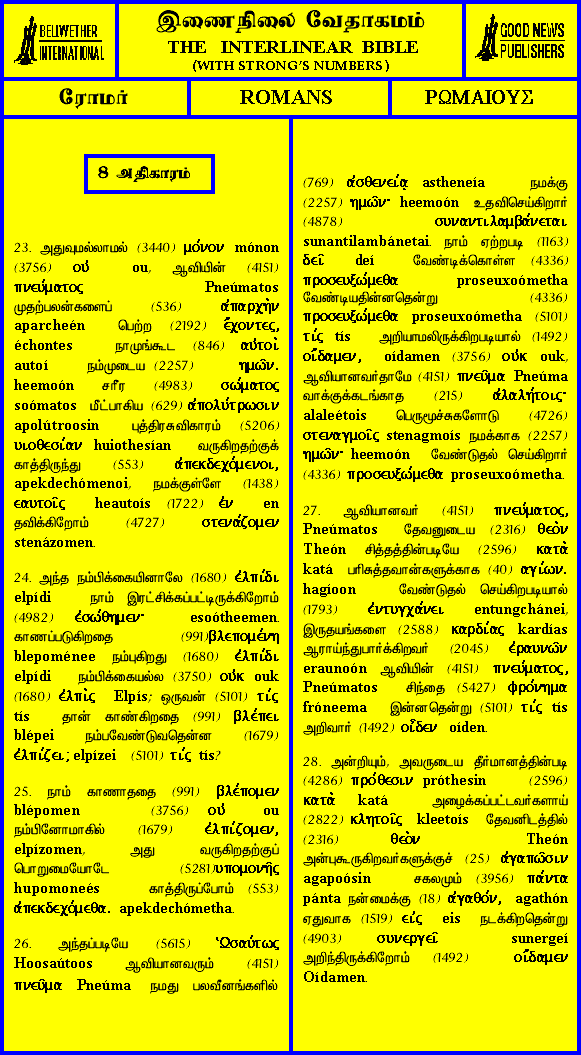 BELLWETHER
INTERNATIONAL
இணைநிலை வேதாகமம்
THE INTERLINEAR BIBLE
(WITH STRONG'S NUMBERS)
GOOD NEWS
PUBLISHERS
ரோமர்
ROMANS
ΡΩΜΑΙΟΥΣ
8 அதிகாரம்
23. அதுவுமல்லாமல் (3440) μόνον mónon
(3756) οὐ ou, ஆவியின் (4151)
πνεύματος Pneúmatos
முதற்பலன்களைப் (536) ἀπαρχὴν
aparcheén பெற்ற (2192) ἔχοντες,
échontes நாமுங்கூட (846) αὐτοὶ
autoí நம்முடைய (2257) ημῶν.
heemoón சரீர (4983) σώματος
soómatos மீட்பாகிய (629) ἀπολύτρωσιν
apolútroosin புத்திரசுவிகாரம் (5206)
υιοθεσίαν huiothesían வருகிறதற்குக்
காத்திருந்து (553) ἀπεκδεχόμενοι,
apekdechómenoi, நமக்குள்ளே (1438)
εαυτοῖς heautoís (1722) ἐν en
தவிக்கிறோம் (4727) στενάζομεν
stenázomen.
24. அந்த நம்பிக்கையினாலே (1680) ἐλπίδι
elpídi நாம் இரட்சிக்கப்பட்டிருக்கிறோம்
(4982) ἐσώθημεν· esoótheemen.
காணப்படுகிறதை (991)βλεπομένη
blepoménee நம்புகிறது (1680) ἐλπίδι
elpídi நம்பிக்கையல்ல (3750) οὐκ ouk
(1680) ἐλπὶς Elpís; ஒருவன் (5101) τίς
tís தான் காண்கிறதை (991) βλέπει
blépei நம்பவேண்டுவதென்ன (1679)
ἐλπίζει; elpízei (5101) τίς tís?
25. நாம் காணாததை (991) βλέπομεν
blépomen (3756) οὐ ou
நம்பினோமாகில் (1679) ἐλπίζομεν,
elpízomen, அது வருகிறதற்குப்
பொறுமையோடே (5281)υπομονῆς
hupomoneés காத்திருப்போம் (553)
ἀπεκδεχόμεθα. apekdechómetha.
26. அந்தப்படியே (5615) Ὡσαύτως
Hoosaútoos ஆவியானவரும் (4151)
πνεῦμα Pneúma நமது பலவீனங்களில்
(769) ἀσθενείᾳ astheneía நமக்கு
(2257) ημῶν· heemoón உதவிசெய்கிறார்
(4878) συναντιλαμβάνεται
sunantilambánetai. நாம் ஏற்றபடி (1163)
δεῖ deí வேண்டிக்கொள்ள (4336)
προσευξώμεθα proseuxoómetha
வேண்டியதின்னதென்று (4336)
προσευξώμεθα proseuxoómetha (5101)
τίς tís அறியாமலிருக்கிறபடியால் (1492)
οἴδαμεν, oídamen (3756) οὐκ ouk,
ஆவியானவர்தாமே (4151) πνεῦμα Pneúma
வாக்குக்கடங்காத (215) ἀλαλήτοις·
alaleétois பெருமூச்சுகளோடு (4726)
στεναγμοῖς stenagmoís நமக்காக (2257)
ημῶν· heemoón வேண்டுதல் செய்கிறார்
(4336) προσευξώμεθα proseuxoómetha.
27. ஆவியானவர் (4151) πνεύματος,
Pneúmatos தேவனுடைய (2316) θεὸν
Theón சித்தத்தின்படியே (2596) κατὰ
katá பரிசுத்தவான்களுக்காக (40) αγίων.
hagíoon வேண்டுதல் செய்கிறபடியால்
(1793) ἐντυγχάνει entungchánei,
இருதயங்களை (2588) καρδίας kardías
ஆராய்ந்துபார்க்கிறவர் (2045) ἐραυνῶν
eraunoón ஆவியின் (4151) πνεύματος,
Pneúmatos சிந்தை (5427) φρόνημα
fróneema இன்னதென்று (5101) τίς tís
அறிவார் (1492) οἶδεν oíden.
28. அன்றியும், அவருடைய தீர்மானத்தின்படி
(4286) πρόθεσιν próthesin (2596)
κατὰ katá அழைக்கப்பட்டவர்களாய்
(2822) κλητοῖς kleetoís தேவனிடத்தில்
(2316) θεὸν Theón
அன்புகூருகிறவர்களுக்குச் (25) ἀγαπῶσιν
agapoósin சகலமும் (3956) πάντα
pánta நன்மைக்கு (18) ἀγαθόν, agathón
ஏதுவாக (1519) εἰς eis நடக்கிறதென்று
(4903) συνεργεῖ sunergeí
அறிந்திருக்கிறோம் (1492) οἴδαμεν
Oídamen.